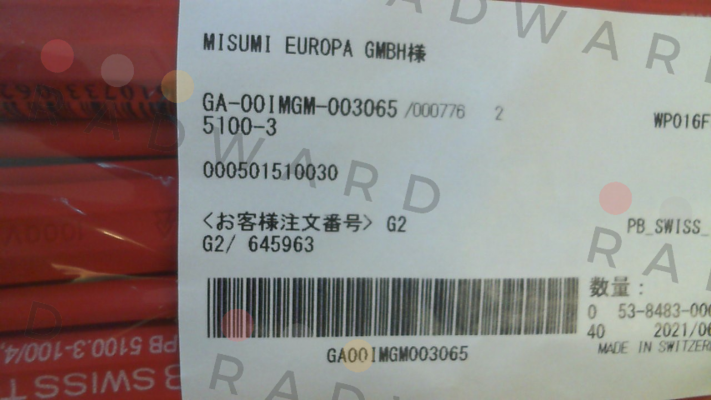 MISUMI EUROPA GMBH様
GA-00IMGM-003065 /000776 2
5100-3
WP016F
000501510030
<お客様注文番号> G2
PB_SWISS_
G2/ 645963
数量：
0 53-8483-00
40 2021/0
MADE IN SWITZER
GA00IMGM003065
PB 5100.3-100/4,
SWISS T
RADWARD